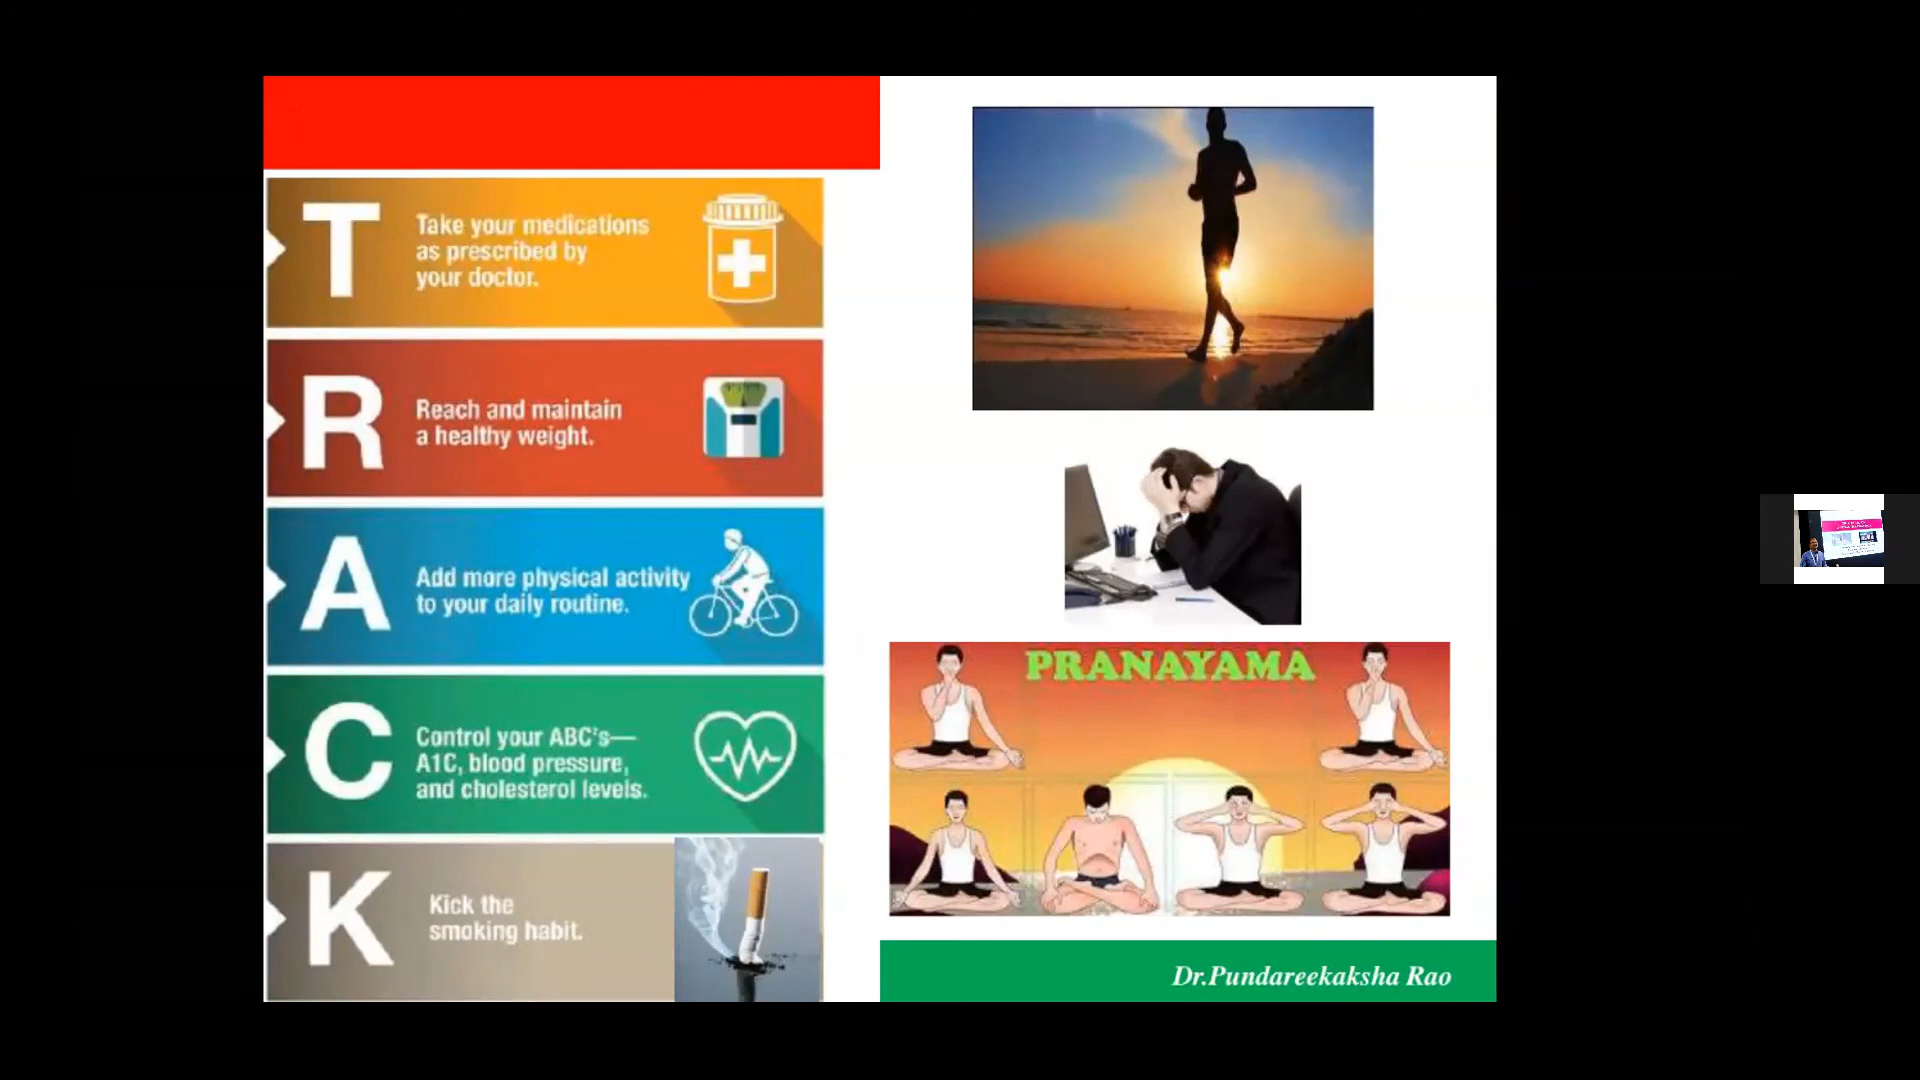 T
Take your medications
as prescribed by
your doctor.
R
Reach and maintain
a healthy weight.
A
Add more physical activity
to your daily routine.
C
Control your ABC's—
A1C, blood pressure,
and cholesterol levels.
K
Kick the
smoking habit.
PRANAYAMA
Dr.Pundareekaksha Rao